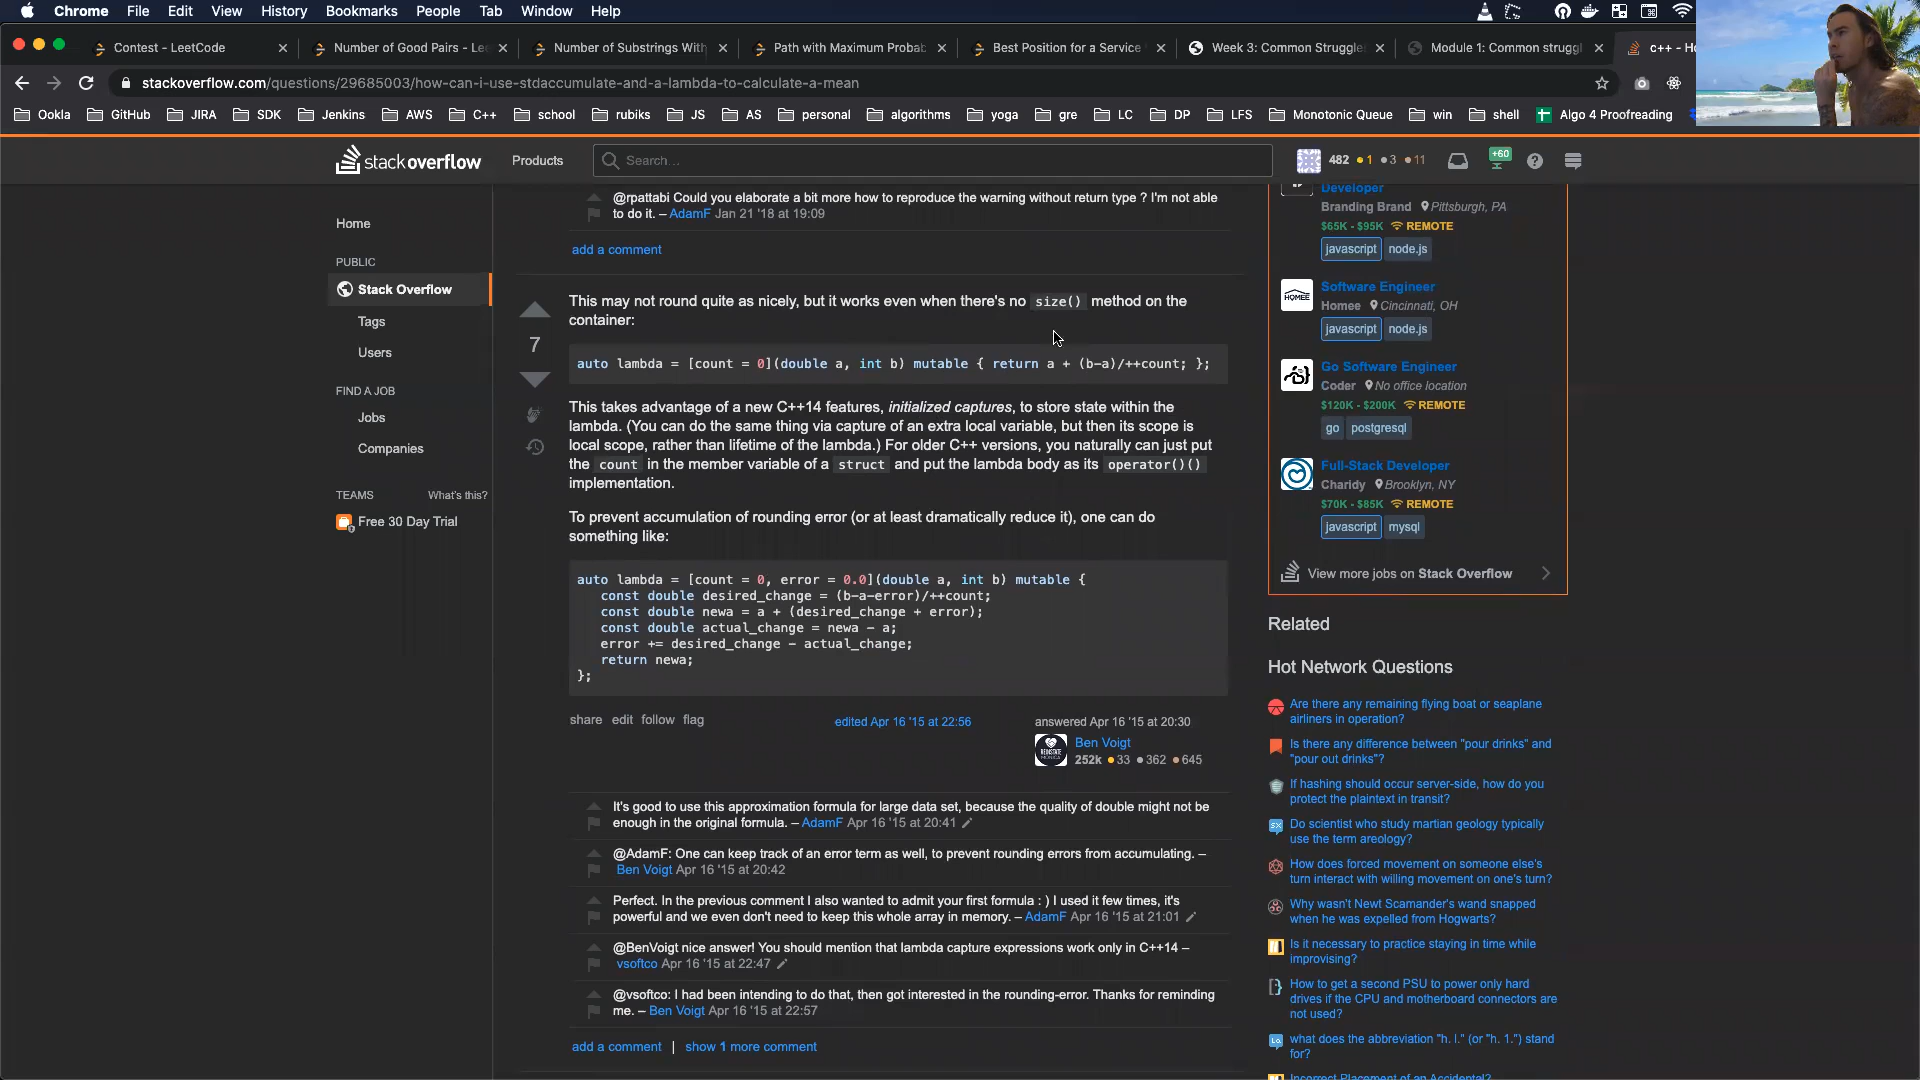 Chrome File Edit View History Bookmarks People Tab Window Help
Contest - LeetCode
Number of Good Pairs - Lee
Number of Substrings With
Path with Maximum Probab
Best Position for a Service
Week 3: Common Struggle
Module 1: Common struggl
c++ - Ho
stackoverflow.com/questions/29685003/how-can-i-use-stdaccumulate-and-a-lambda-to-calculate-a-mean
Ookla GitHub JIRA SDK Jenkins AWS C++ school rubiks JS AS personal algorithms yoga gre LC DP LFS Monotonic Queue win shell Algo 4 Proofreading
stackoverflow Products Search... 482 1 3 11 +60
Home
PUBLIC
Stack Overflow
Tags
Users
FIND A JOB
Jobs
Companies
TEAMS What's this?
Free 30 Day Trial
@rpattabi Could you elaborate a bit more how to reproduce the warning without return type ? I'm not able
to do it. – AdamF Jan 21 '18 at 19:09
add a comment
7
This may not round quite as nicely, but it works even when there's no size() method on the
container:
auto lambda = [count = 0](double a, int b) mutable { return a + (b-a)/++count; };
This takes advantage of a new C++14 features, initialized captures, to store state within the
lambda. (You can do the same thing via capture of an extra local variable, but then its scope is
local scope, rather than lifetime of the lambda.) For older C++ versions, you naturally can just put
the count in the member variable of a struct and put the lambda body as its operator()()
implementation.
To prevent accumulation of rounding error (or at least dramatically reduce it), one can do
something like:
auto lambda = [count = 0, error = 0.0](double a, int b) mutable {
const double desired_change = (b-a-error)/++count;
const double newa = a + (desired_change + error);
const double actual_change = newa - a;
error += desired_change - actual_change;
return newa;
};
share edit follow flag
edited Apr 16 '15 at 22:56
answered Apr 16 '15 at 20:30
Ben Voigt
252k 33 362 645
It's good to use this approximation formula for large data set, because the quality of double might not be
enough in the original formula. – AdamF Apr 16 '15 at 20:41
@AdamF: One can keep track of an error term as well, to prevent rounding errors from accumulating. –
Ben Voigt Apr 16 '15 at 20:42
Perfect. In the previous comment I also wanted to admit your first formula : ) I used it few times, it's
powerful and we even don't need to keep this whole array in memory. – AdamF Apr 16 '15 at 21:01
@BenVoigt nice answer! You should mention that lambda capture expressions work only in C++14 –
vsoftco Apr 16 '15 at 22:47
@vsoftco: I had been intending to do that, then got interested in the rounding-error. Thanks for reminding
me. – Ben Voigt Apr 16 '15 at 22:57
add a comment | show 1 more comment
Developer
Branding Brand Pittsburgh, PA
$65K - $95K REMOTE
javascript node.js
HOMEE
Software Engineer
Homee Cincinnati, OH
javascript node.js
Go Software Engineer
Coder No office location
$120K - $200K REMOTE
go postgresql
Full-Stack Developer
Charidy Brooklyn, NY
$70K - $85K REMOTE
javascript mysql
View more jobs on Stack Overflow
Related
Hot Network Questions
Are there any remaining flying boat or seaplane
airliners in operation?
Is there any difference between "pour drinks" and
"pour out drinks"?
If hashing should occur server-side, how do you
protect the plaintext in transit?
Do scientist who study martian geology typically
use the term areology?
How does forced movement on someone else's
turn interact with willing movement on one's turn?
Why wasn't Newt Scamander's wand snapped
when he was expelled from Hogwarts?
Is it necessary to practice staying in time while
improvising?
How to get a second PSU to power only hard
drives if the CPU and motherboard connectors are
not used?
what does the abbreviation "h. l." (or "h. 1.") stand
for?
Incorrect Placement of an Accidental?